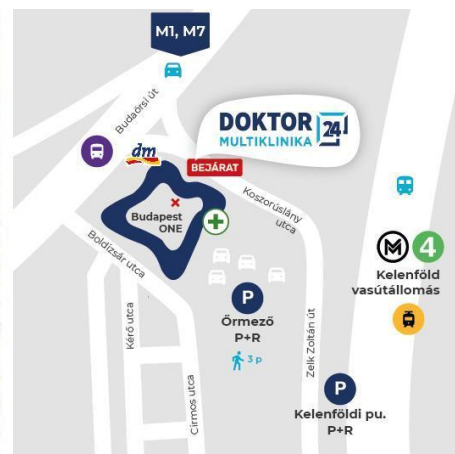 M1, M7
Budaörsi út
dm
DOKTOR 24
MULTIKLINIKA
BEJÁRAT
Koszorúslány
utca
Budapest
ONE
Boldizsár utca
M 4
Kelenföld
vasútállomás
P
Őrmező
P+R
3 p
Kérő utca
Cirmos utca
Zelk Zoltán út
P
Kelenföldi pu.
P+R